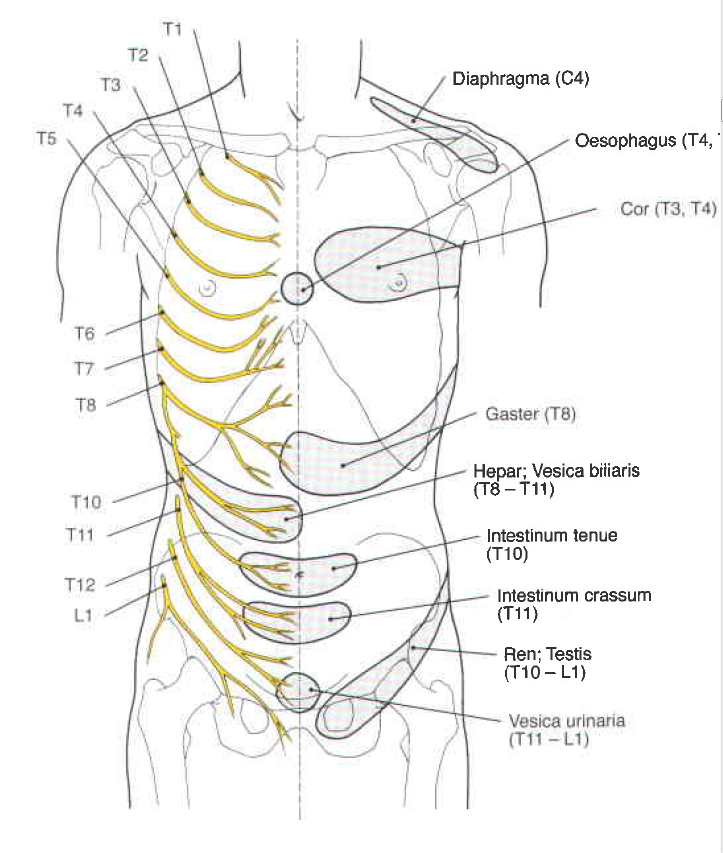 T1
T2
T3
T4
T5
T6
T7
T8
T10
T11
T12
L1
Diaphragma (C4)
Oesophagus (T4,
Cor (T3, T4)
Gaster (T8)
Hepar; Vesica biliaris
(T8 – T11)
Intestinum tenue
(T10)
Intestinum crassum
(T11)
Ren; Testis
(T10 – L1)
Vesica urinaria
(T11 – L1)